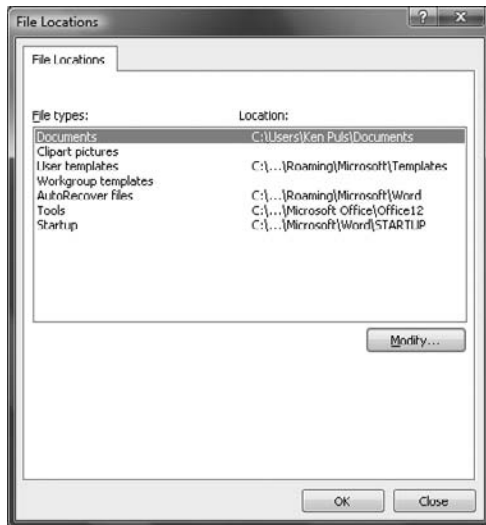 File Locations
File Locations
File types: Location:
Documents C:\Users\Ken Puls\Documents
Clipart pictures
User templates C:\...\Roaming\Microsoft\Templates
Workgroup templates
AutoRecover files C:\...\Roaming\Microsoft\Word
Tools C:\...\Microsoft Office\Office12
Startup C:\...\Microsoft\Word\STARTUP
Modify...
OK Close